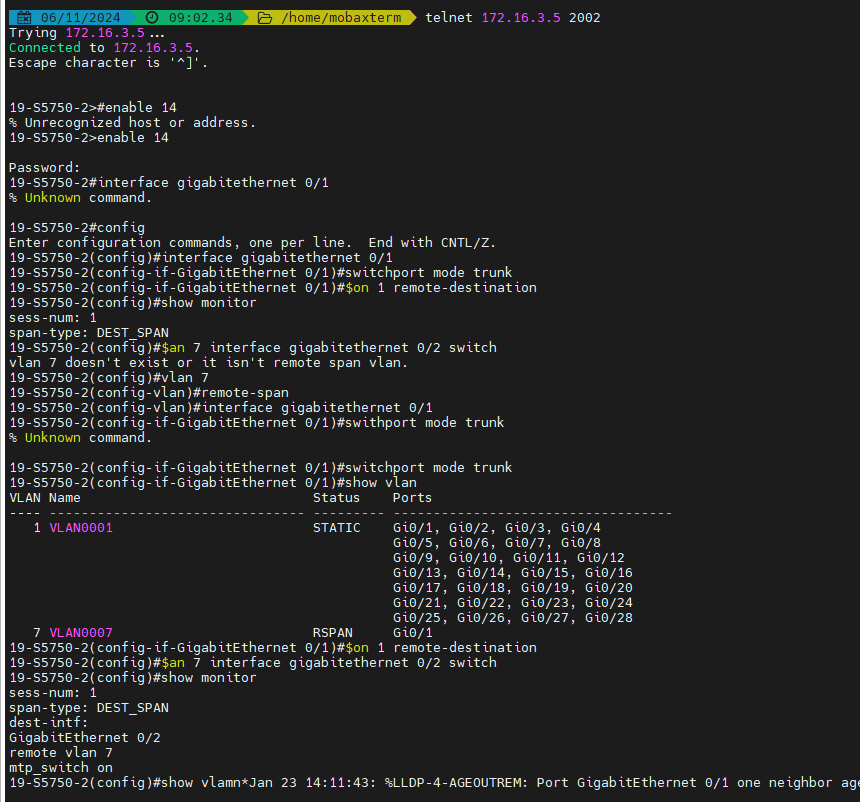 06/11/2024 09:02.34 /home/mobaxterm telnet 172.16.3.5 2002
Trying 172.16.3.5...
Connected to 172.16.3.5.
Escape character is '^]'.
19-S5750-2>#enable 14
% Unrecognized host or address.
19-S5750-2>enable 14
Password:
19-S5750-2#interface gigabitethernet 0/1
% Unknown command.
19-S5750-2#config
Enter configuration commands, one per line.  End with CNTL/Z.
19-S5750-2(config)#interface gigabitethernet 0/1
19-S5750-2(config-if-GigabitEthernet 0/1)#switchport mode trunk
19-S5750-2(config-if-GigabitEthernet 0/1)#$on 1 remote-destination
19-S5750-2(config)#show monitor
sess-num: 1
span-type: DEST_SPAN
19-S5750-2(config)#$an 7 interface gigabitethernet 0/2 switch
vlan 7 doesn't exist or it isn't remote span vlan.
19-S5750-2(config)#vlan 7
19-S5750-2(config-vlan)#remote-span
19-S5750-2(config-vlan)#interface gigabitethernet 0/1
19-S5750-2(config-if-GigabitEthernet 0/1)#swithport mode trunk
% Unknown command.
19-S5750-2(config-if-GigabitEthernet 0/1)#switchport mode trunk
19-S5750-2(config-if-GigabitEthernet 0/1)#show vlan
VLAN Name                             Status    Ports
---- -------------------------------- --------- -----------------------------------
   1 VLAN0001                         STATIC    Gi0/1, Gi0/2, Gi0/3, Gi0/4
                                                Gi0/5, Gi0/6, Gi0/7, Gi0/8
                                                Gi0/9, Gi0/10, Gi0/11, Gi0/12
                                                Gi0/13, Gi0/14, Gi0/15, Gi0/16
                                                Gi0/17, Gi0/18, Gi0/19, Gi0/20
                                                Gi0/21, Gi0/22, Gi0/23, Gi0/24
                                                Gi0/25, Gi0/26, Gi0/27, Gi0/28
   7 VLAN0007                         RSPAN     Gi0/1
19-S5750-2(config-if-GigabitEthernet 0/1)#$on 1 remote-destination
19-S5750-2(config)#$an 7 interface gigabitethernet 0/2 switch
19-S5750-2(config)#show monitor
sess-num: 1
span-type: DEST_SPAN
dest-intf:
GigabitEthernet 0/2
remote vlan 7
mtp_switch on
19-S5750-2(config)#show vlamn*Jan 23 14:11:43: %LLDP-4-AGEOUTREM: Port GigabitEthernet 0/1 one neighbor age